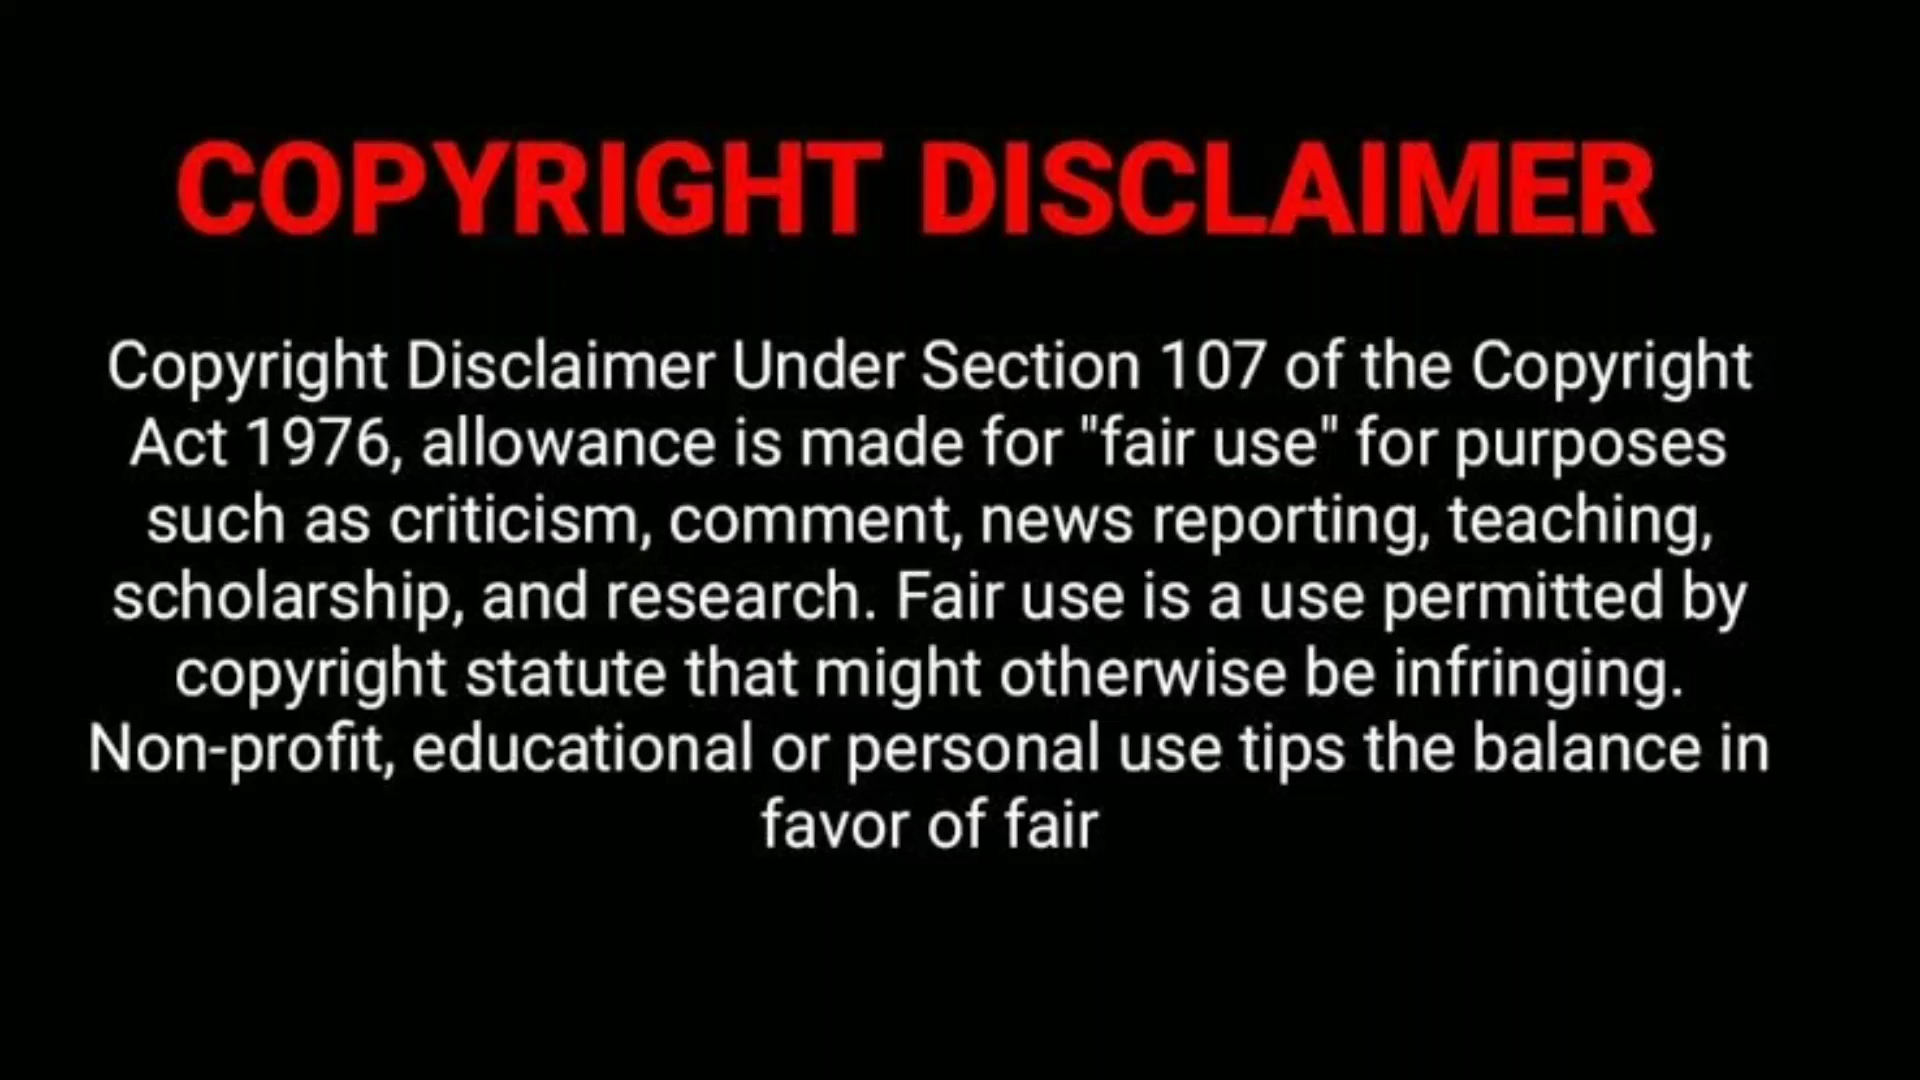 COPYRIGHT DISCLAIMER
Copyright Disclaimer Under Section 107 of the Copyright
Act 1976, allowance is made for "fair use" for purposes
such as criticism, comment, news reporting, teaching,
scholarship, and research. Fair use is a use permitted by
copyright statute that might otherwise be infringing.
Non-profit, educational or personal use tips the balance in
favor of fair